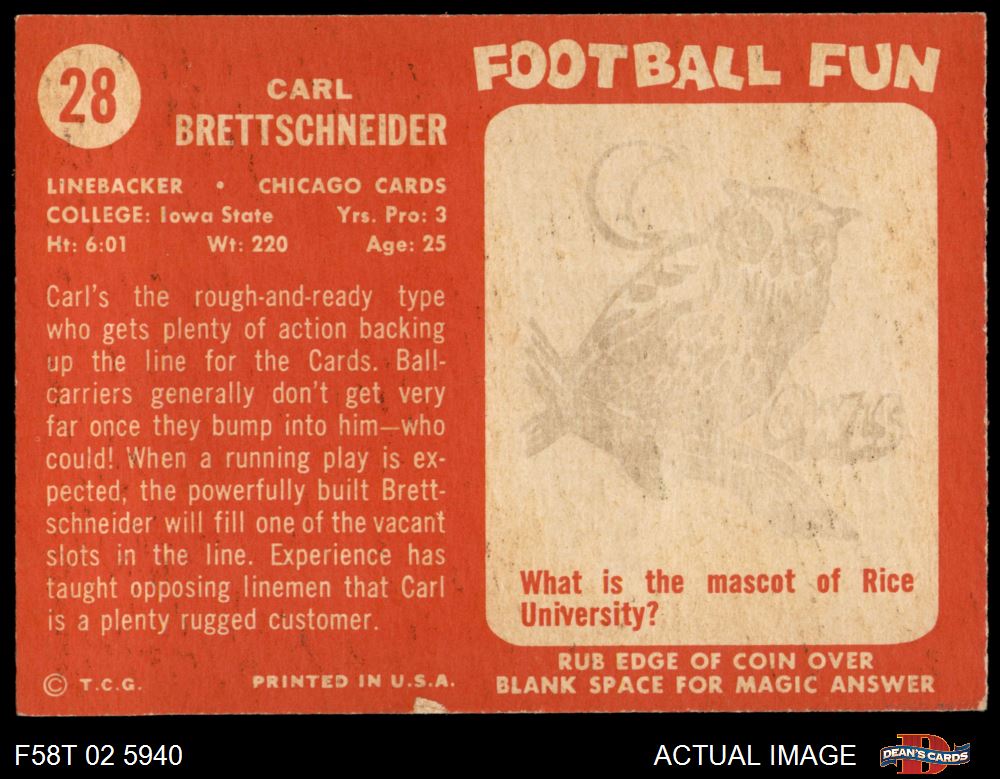 28
CARL
BRETTSCHNEIDER
LINEBACKER • CHICAGO CARDS
COLLEGE: Iowa State Yrs. Pro: 3
Ht: 6:01 Wt: 220 Age: 25
Carl's the rough-and-ready type
who gets plenty of action backing
up the line for the Cards. Ball-
carriers generally don't get very
far once they bump into him—who
could! When a running play is ex-
pected, the powerfully built Brett-
schneider will fill one of the vacant
slots in the line. Experience has
taught opposing linemen that Carl
is a plenty rugged customer.
© T.C.G. PRINTED IN U.S.A.
FOOTBALL FUN
What is the mascot of Rice
University?
RUB EDGE OF COIN OVER
BLANK SPACE FOR MAGIC ANSWER
F58T 02 5940
ACTUAL IMAGE
DEAN'S CARDS